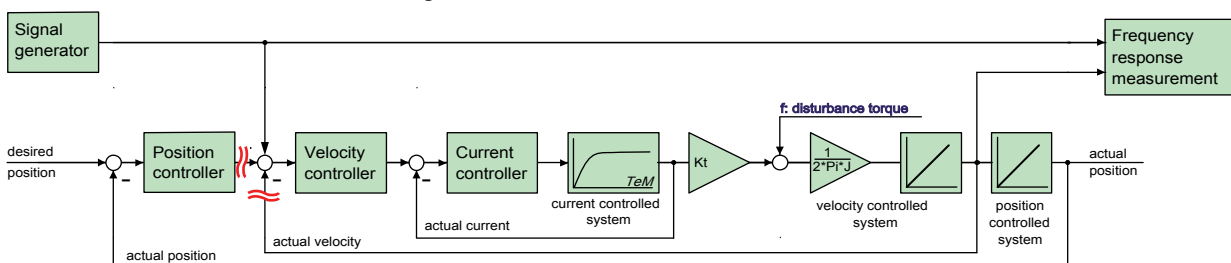 Signal
generator
Frequency
response
measurement
f: disturbance torque
desired
position
Position
controller
Velocity
controller
Current
controller
TeM
current controlled
system
Kt
1
2*Pi*J
velocity controlled
system
position
controlled
system
actual
position
actual current
actual velocity
actual position